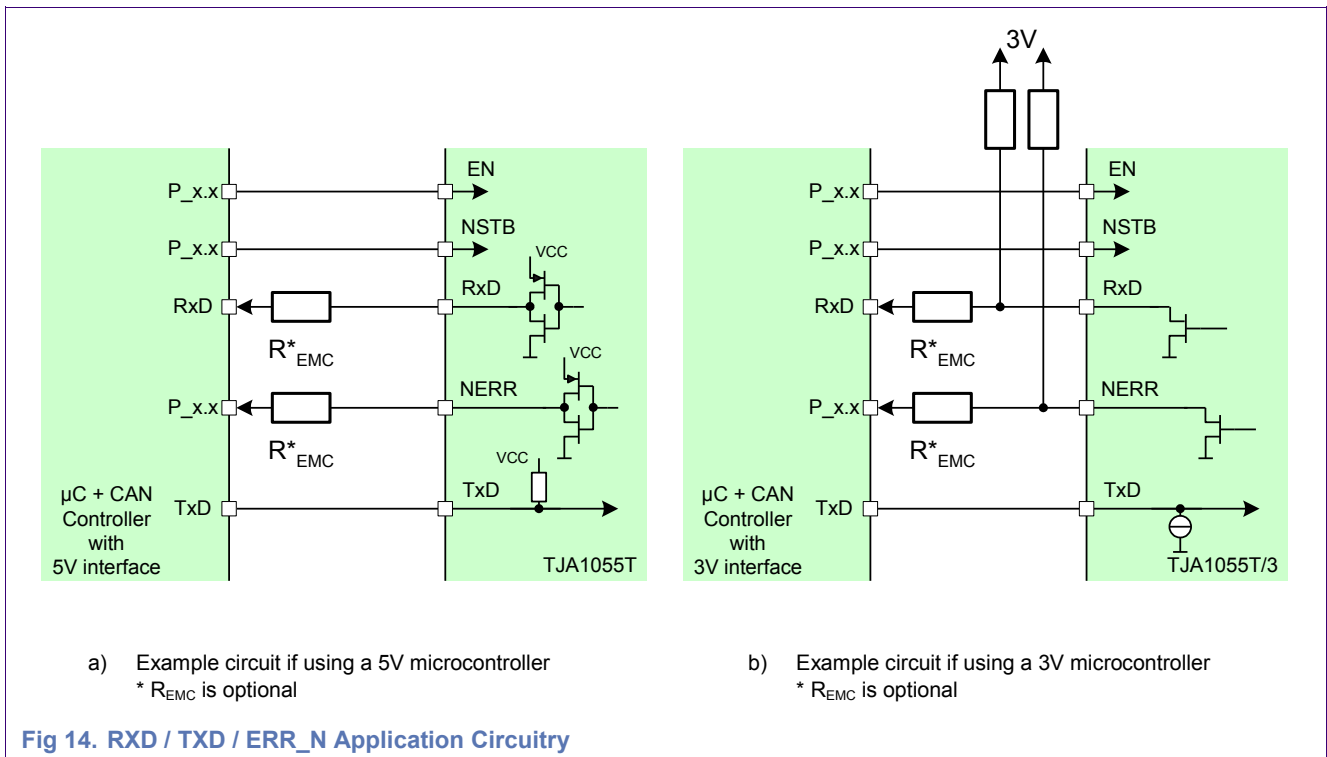 3V
EN
P_x.x
NSTB
P_x.x
VCC
RxD
RxD
R*EMC
VCC
NERR
P_x.x
R*EMC
VCC
TxD
TxD
µC + CAN
Controller
with
5V interface
TJA1055T
EN
P_x.x
NSTB
P_x.x
RxD
RxD
R*EMC
NERR
P_x.x
R*EMC
TxD
TxD
µC + CAN
Controller
with
3V interface
TJA1055T/3
a) Example circuit if using a 5V microcontroller
* REMC is optional
b) Example circuit if using a 3V microcontroller
* REMC is optional
Fig 14. RXD / TXD / ERR_N Application Circuitry